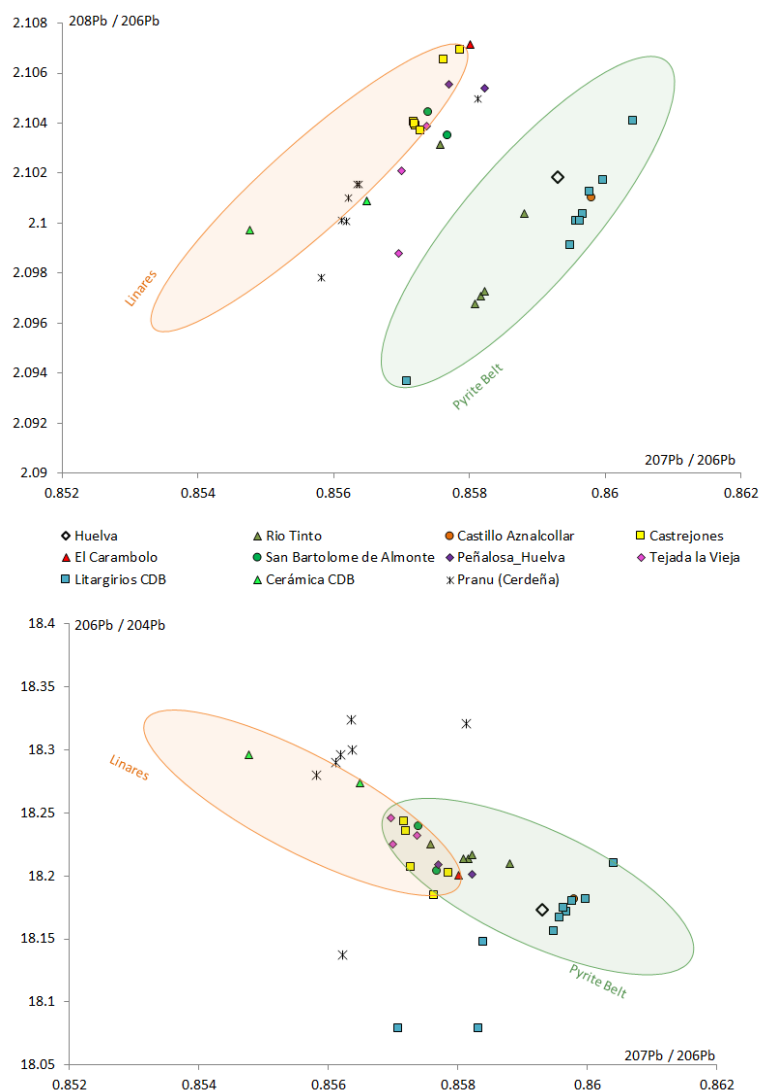 208Pb / 206Pb
2.108
2.106
2.104
2.102
2.1
2.098
2.096
2.094
2.092
2.09
Linares
Pyrite Belt
207Pb / 206Pb
0.852 0.854 0.856 0.858 0.86 0.862
Huelva Rio Tinto Castillo Aznalcollar Castrejones
El Carambolo San Bartolome de Almonte Peñalosa_Huelva Tejada la Vieja
Litargirios CDB Cerámica CDB Pranu (Cerdeña)
206Pb / 204Pb
18.4
18.35
18.3
18.25
18.2
18.15
18.1
18.05
Linares
Pyrite Belt
207Pb / 206Pb
0.852 0.854 0.856 0.858 0.86 0.862